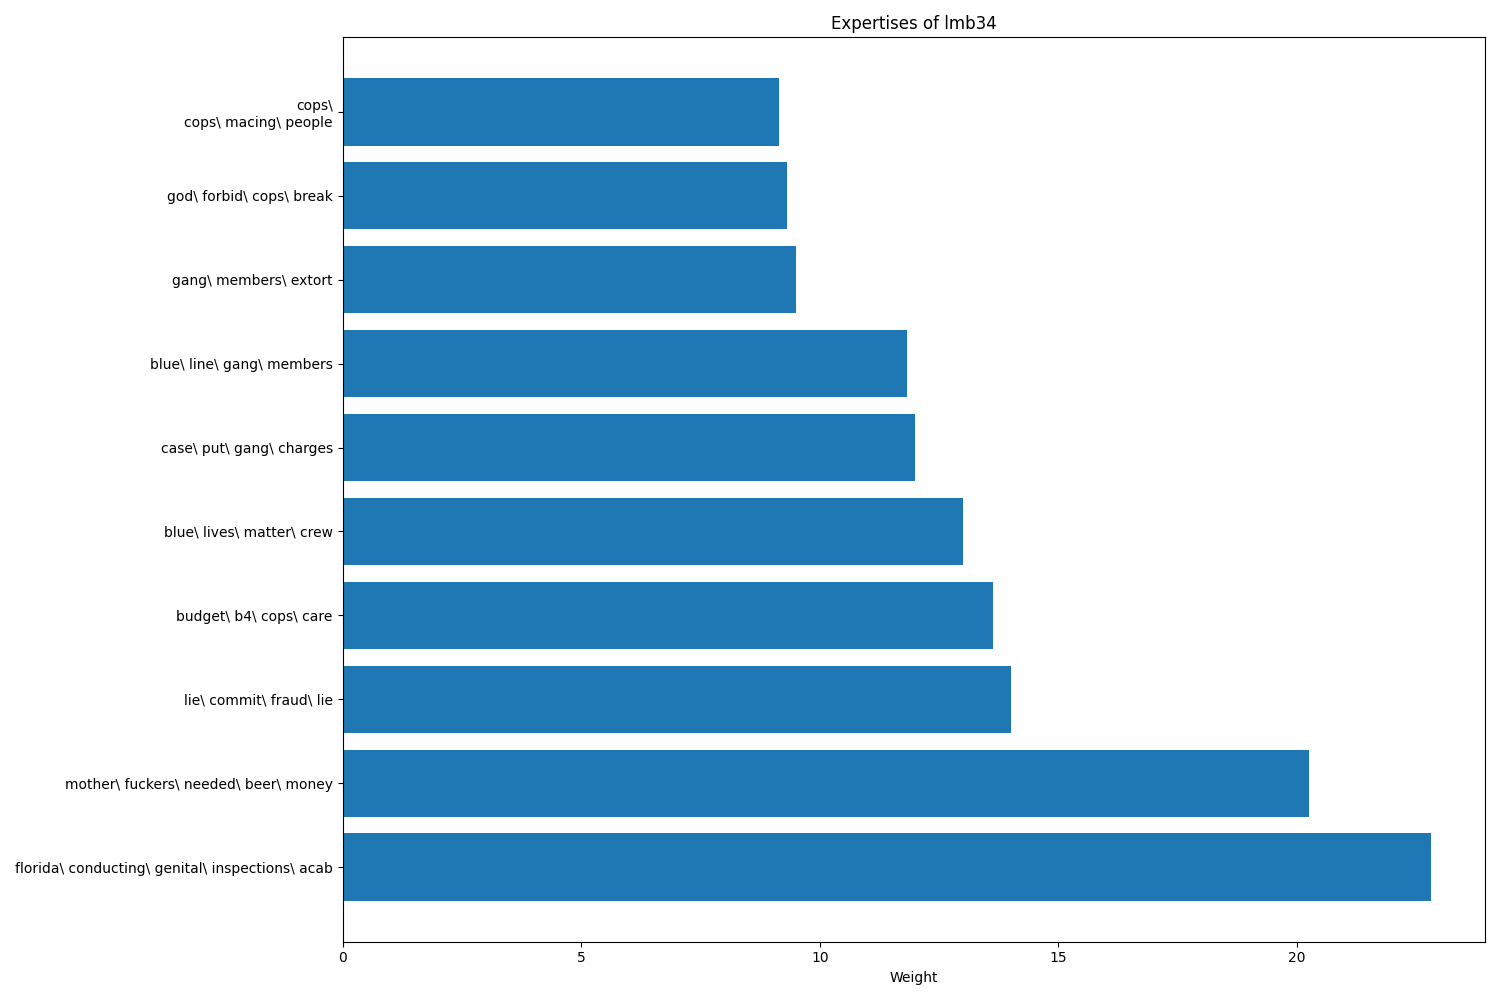 Expertises of lmb34
cops\
cops\ macing\ people
god\ forbid\ cops\ break
gang\ members\ extort
blue\ line\ gang\ members
case\ put\ gang\ charges
blue\ lives\ matter\ crew
budget\ b4\ cops\ care
lie\ commit\ fraud\ lie
mother\ fuckers\ needed\ beer\ money
florida\ conducting\ genital\ inspections\ acab
0 5 10 15 20
Weight